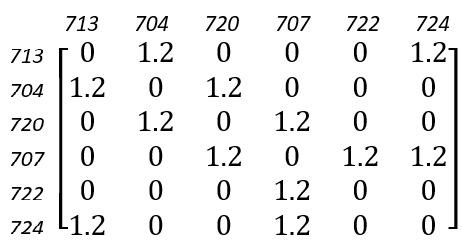 713 704 720 707 722 724
713 0 1.2 0 0 0 1.2
704 1.2 0 1.2 0 0 0
720 0 1.2 0 1.2 0 0
707 0 0 1.2 0 1.2 1.2
722 0 0 0 1.2 0 0
724 1.2 0 0 1.2 0 0